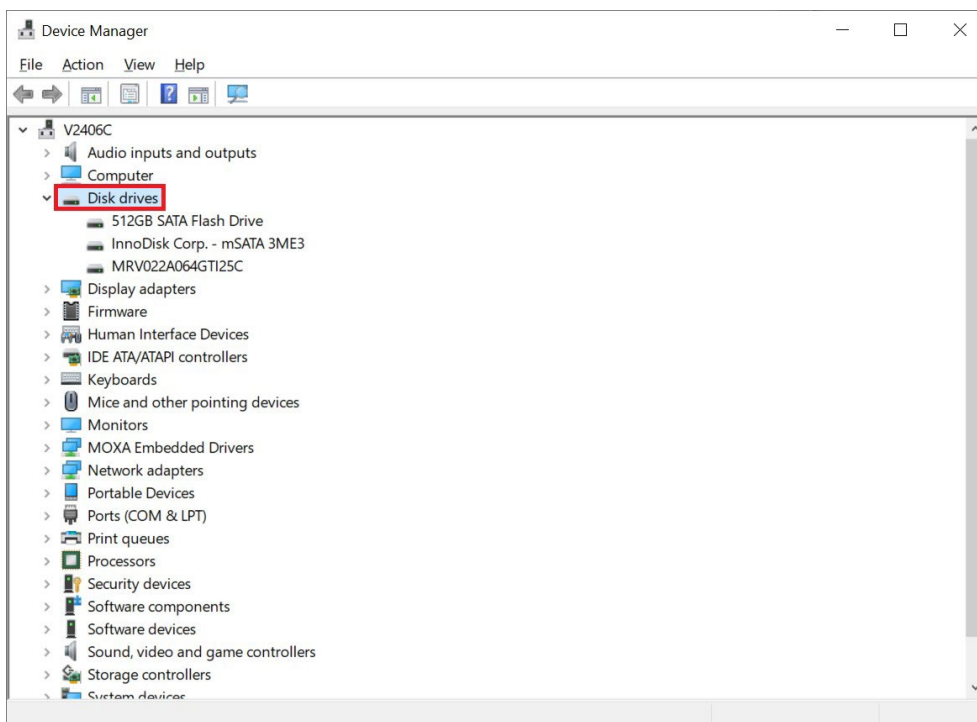 Device Manager
File Action View Help
V2406C
Audio inputs and outputs
Computer
Disk drives
512GB SATA Flash Drive
InnoDisk Corp. - mSATA 3ME3
MRV022A064GTI25C
Display adapters
Firmware
Human Interface Devices
IDE ATA/ATAPI controllers
Keyboards
Mice and other pointing devices
Monitors
MOXA Embedded Drivers
Network adapters
Portable Devices
Ports (COM & LPT)
Print queues
Processors
Security devices
Software components
Software devices
Sound, video and game controllers
Storage controllers
System devices